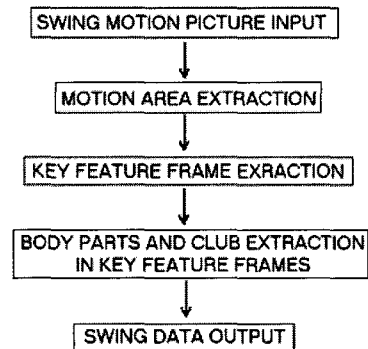 SWING MOTION PICTURE INPUT
MOTION AREA EXTRACTION
KEY FEATURE FRAME EXRACTION
BODY PARTS AND CLUB EXTRACTION
IN KEY FEATURE FRAMES
SWING DATA OUTPUT